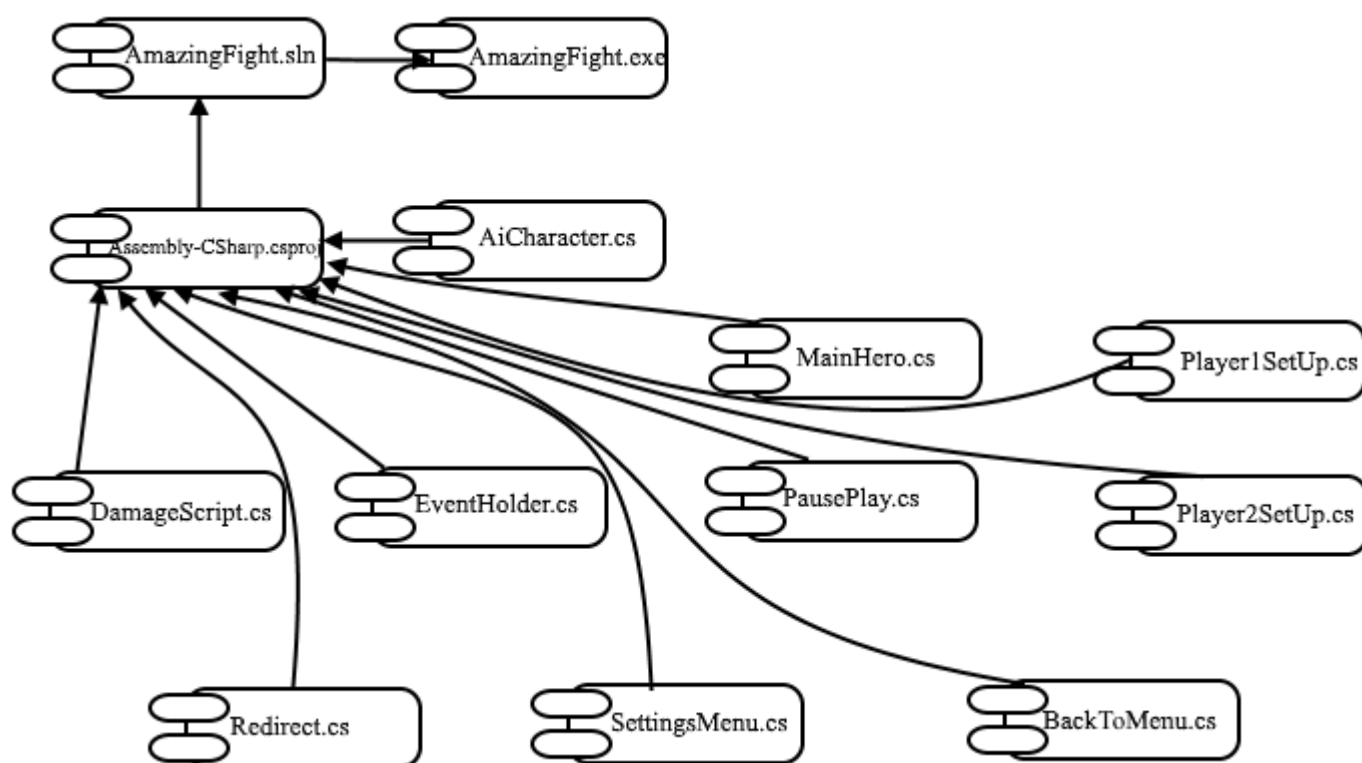 AmazingFight.sln
AmazingFight.exe
Assembly-CSharp.csproj
AiCharacter.cs
MainHero.cs
Player1SetUp.cs
DamageScript.cs
EventHolder.cs
PausePlay.cs
Player2SetUp.cs
Redirect.cs
SettingsMenu.cs
BackToMenu.cs